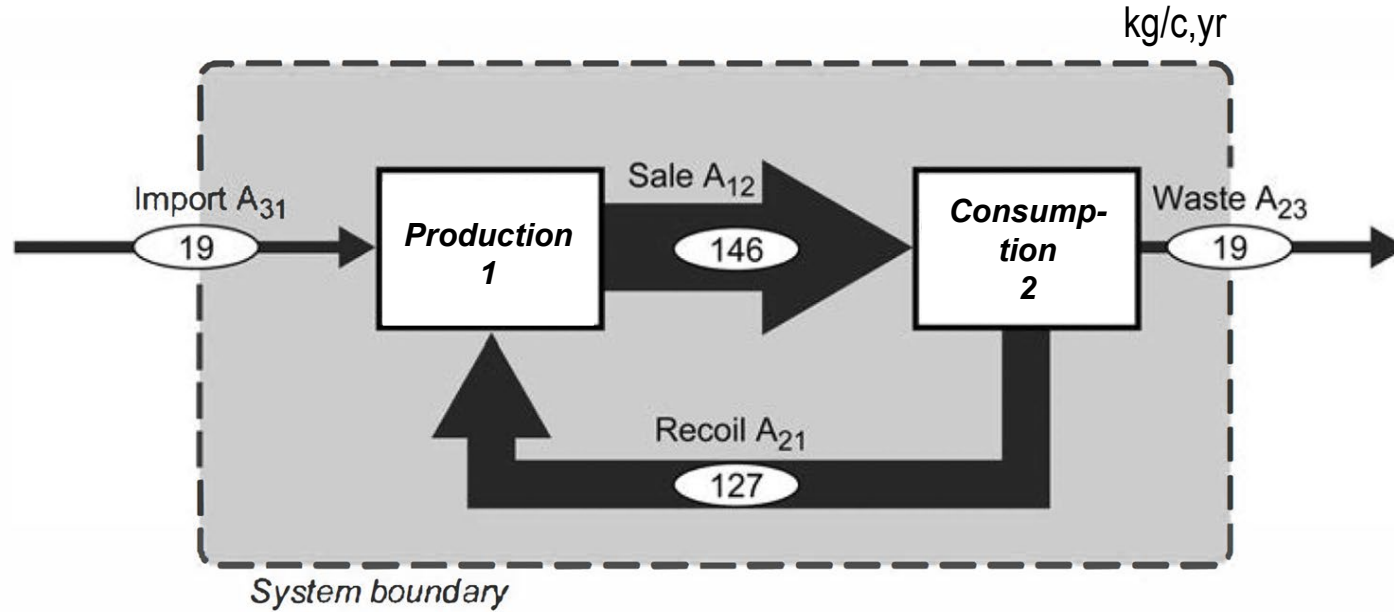 kg/c,yr
Import A₃₁
19
Production
1
Sale A₁₂
146
Consump-
tion
2
Waste A₂₃
19
Recoil A₂₁
127
System boundary